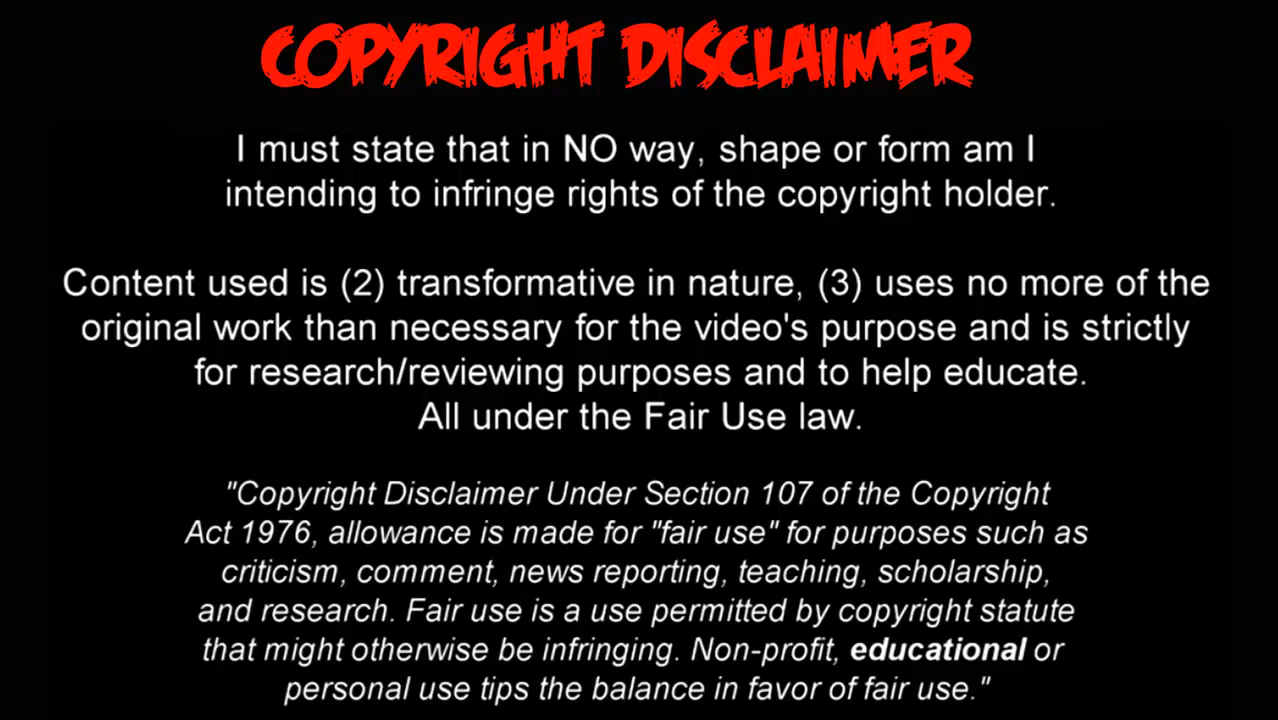 COPYRIGHT DISCLAIMER
I must state that in NO way, shape or form am I
intending to infringe rights of the copyright holder.
Content used is (2) transformative in nature, (3) uses no more of the
original work than necessary for the video's purpose and is strictly
for research/reviewing purposes and to help educate.
All under the Fair Use law.
"Copyright Disclaimer Under Section 107 of the Copyright
Act 1976, allowance is made for "fair use" for purposes such as
criticism, comment, news reporting, teaching, scholarship,
and research. Fair use is a use permitted by copyright statute
that might otherwise be infringing. Non-profit, educational or
personal use tips the balance in favor of fair use."